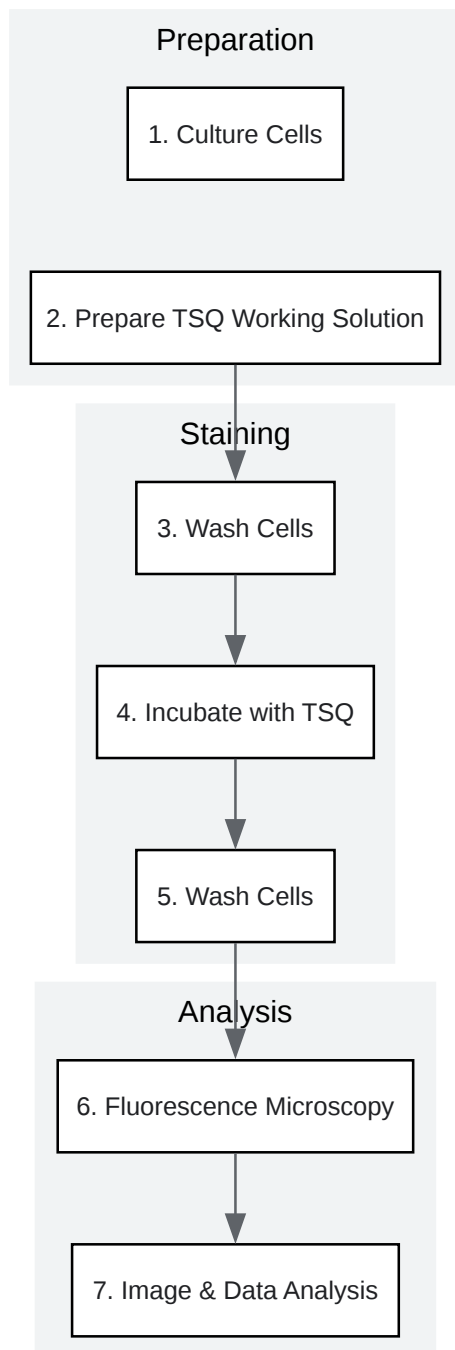 Preparation
1. Culture Cells
2. Prepare TSQ Working Solution
Staining
3. Wash Cells
4. Incubate with TSQ
5. Wash Cells
Analysis
6. Fluorescence Microscopy
7. Image & Data Analysis